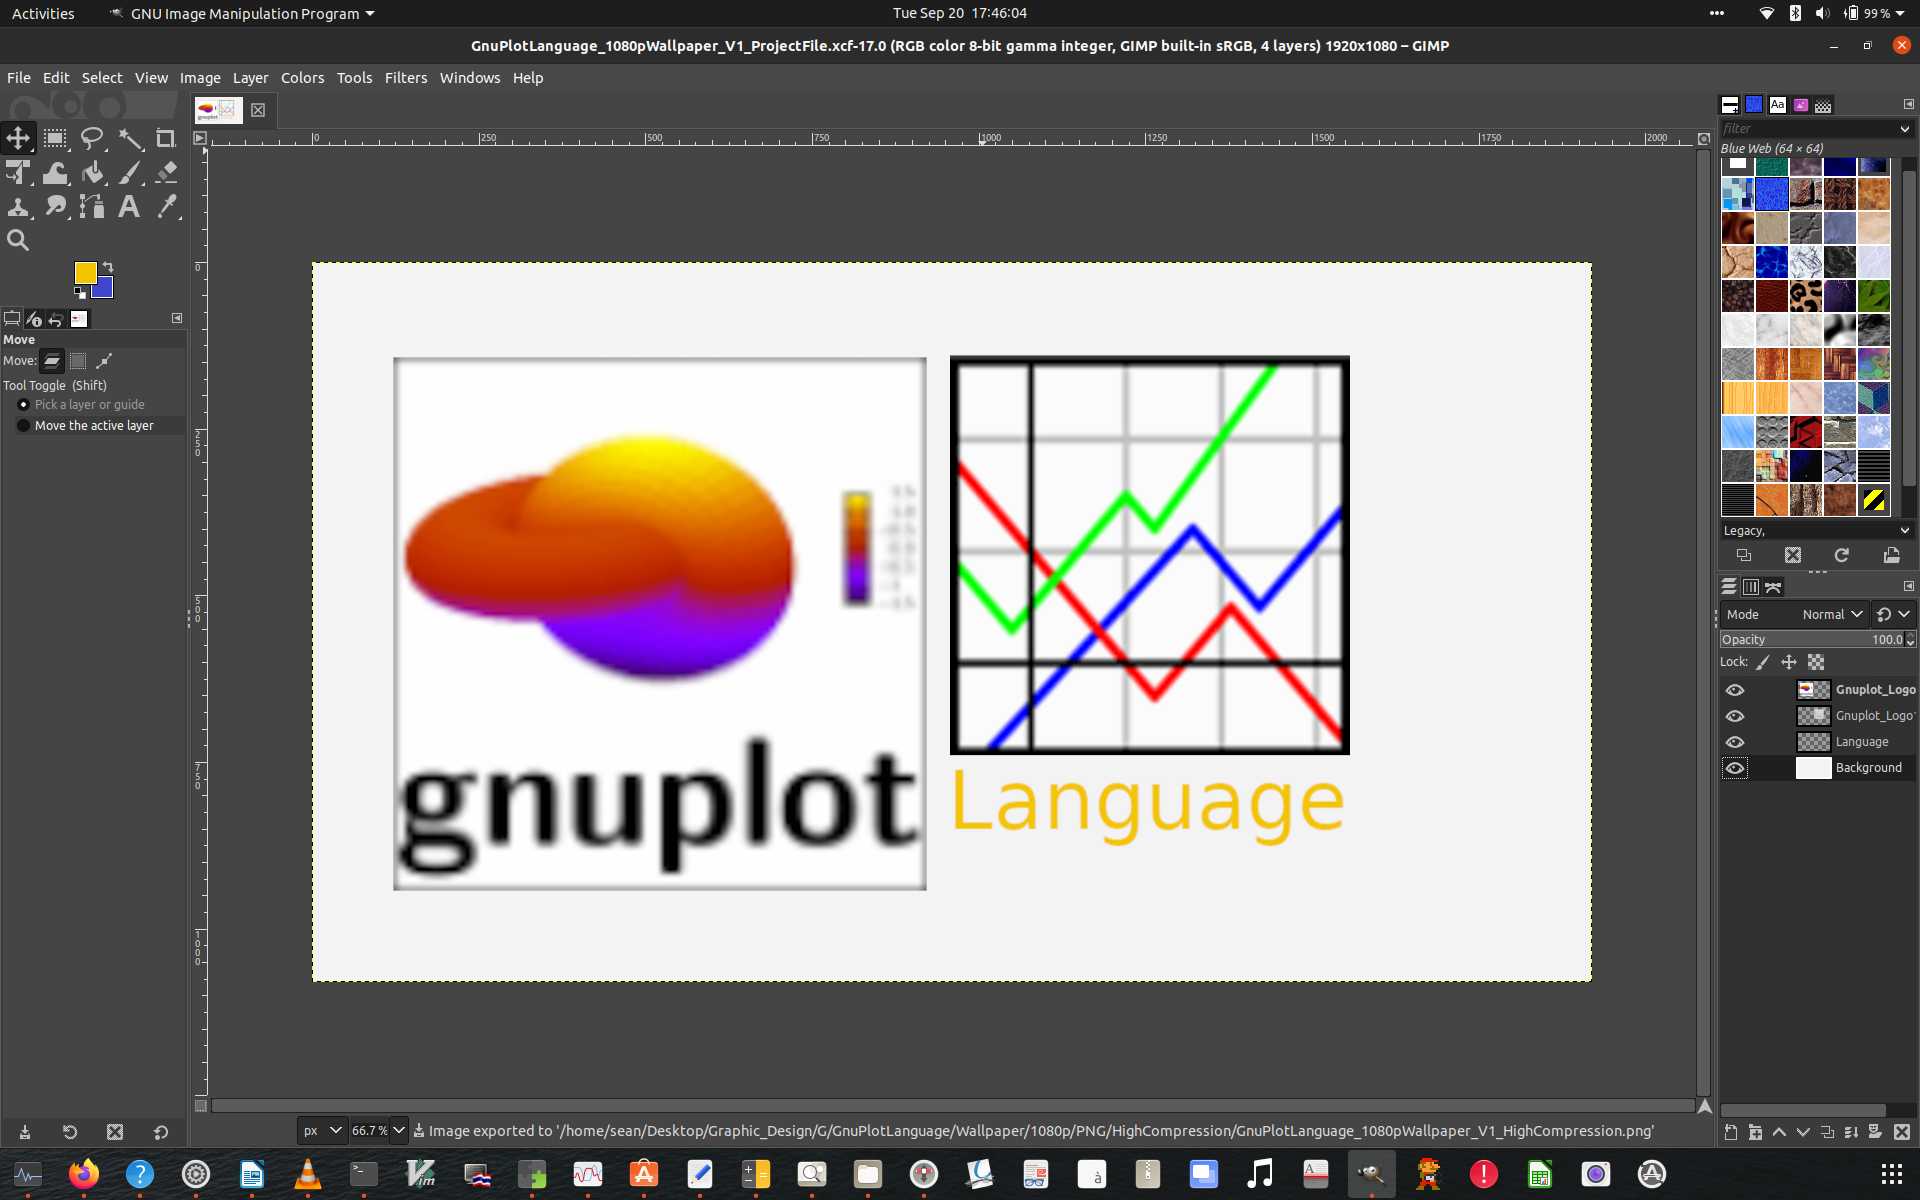 Activities
GNU Image Manipulation Program
Tue Sep 20 17:46:04
99 %
GnuPlotLanguage_1080pWallpaper_V1_ProjectFile.xcf-17.0 (RGB color 8-bit gamma integer, GIMP built-in sRGB, 4 layers) 1920x1080 – GIMP
File Edit Select View Image Layer Colors Tools Filters Windows Help
0 250 500 750 1000 1250 1500 1750 2000
filter
Blue Web (64 × 64)
Move
Move:
Tool Toggle (Shift)
Pick a layer or guide
Move the active layer
0
250
500
750
1000
gnuplot
Language
Legacy,
Mode Normal
Opacity 100.0
Lock:
Gnuplot_Logo
Gnuplot_Logo
Language
Background
px 66.7 % Image exported to '/home/sean/Desktop/Graphic_Design/G/GnuPlotLanguage/Wallpaper/1080p/PNG/HighCompression/GnuPlotLanguage_1080pWallpaper_V1_HighCompression.png'